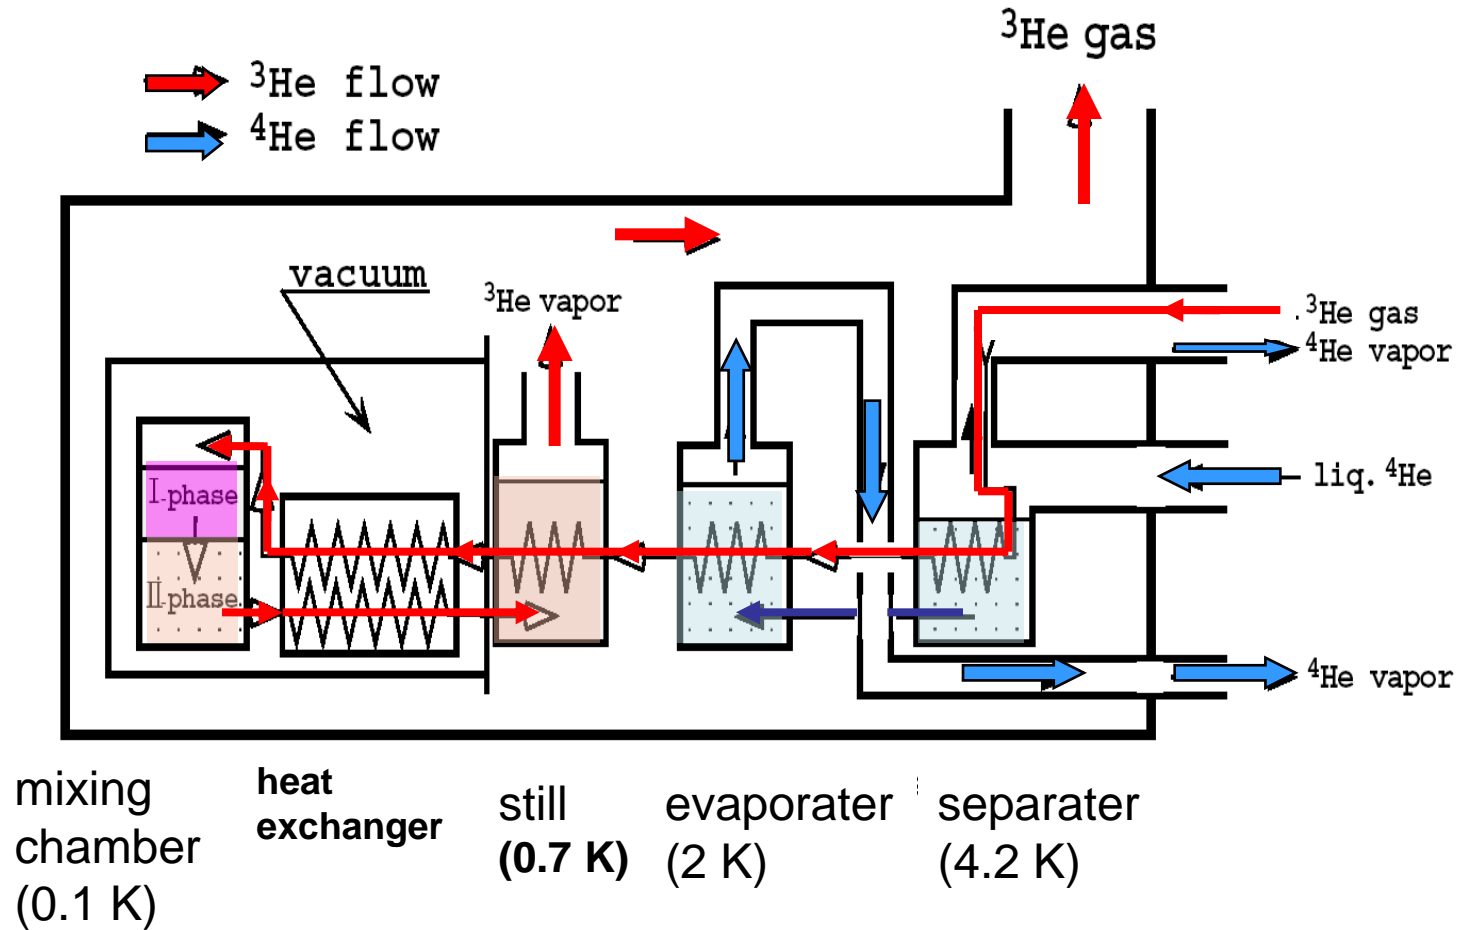 ³He gas
³He flow
⁴He flow
vacuum
³He vapor
³He gas
⁴He vapor
I-phase
liq. ⁴He
II-phase
⁴He vapor
mixing
chamber
(0.1 K)
heat
exchanger
still
(0.7 K)
evaporater
(2 K)
separater
(4.2 K)